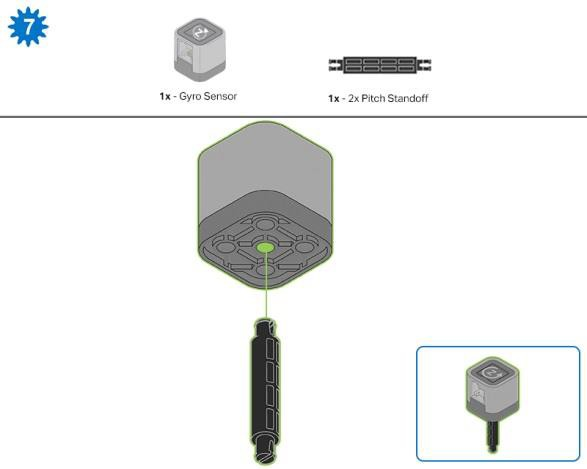 7
1x - Gyro Sensor
1x - 2x Pitch Standoff